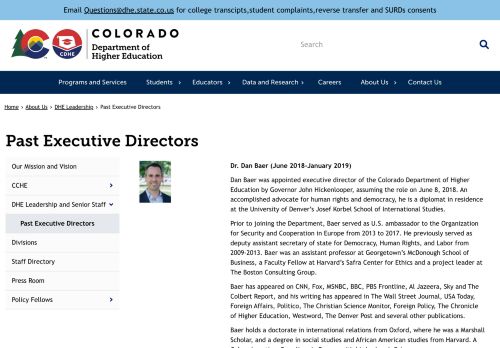 Email Questions@dhe.state.co.us for college transcipts,student complaints,reverse transfer and SURDs consents
COLORADO
Department of
Higher Education
CDHE
Search
Programs and Services
Students
Educators
Data and Research
Careers
About Us
Contact Us
Home > About Us > DHE Leadership > Past Executive Directors
Past Executive Directors
Our Mission and Vision
CCHE
DHE Leadership and Senior Staff
Past Executive Directors
Divisions
Staff Directory
Press Room
Policy Fellows
Dr. Dan Baer (June 2018-January 2019)
Dan Baer was appointed executive director of the Colorado Department of Higher
Education by Governor John Hickenlooper, assuming the role on June 8, 2018. An
accomplished advocate for human rights and democracy, he is a diplomat in residence
at the University of Denver's Josef Korbel School of International Studies.
Prior to joining the Department, Baer served as U.S. ambassador to the Organization
for Security and Cooperation in Europe from 2013 to 2017. He previously served as
deputy assistant secretary of state for Democracy, Human Rights, and Labor from
2009-2013. Baer was an assistant professor at Georgetown's McDonough School of
Business, a Faculty Fellow at Harvard's Safra Center for Ethics and a project leader at
The Boston Consulting Group.
Baer has appeared on CNN, Fox, MSNBC, BBC, PBS Frontline, Al Jazeera, Sky and The
Colbert Report, and his writing has appeared in The Wall Street Journal, USA Today,
Foreign Affairs, Politico, The Christian Science Monitor, Foreign Policy, The Chronicle
of Higher Education, Westword, The Denver Post and several other publications.
Baer holds a doctorate in international relations from Oxford, where he was a Marshall
Scholar, and a degree in social studies and African American studies from Harvard. A